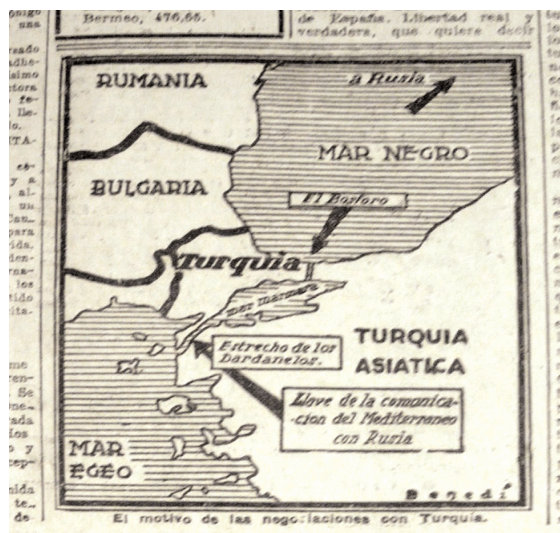 Bermeo, 476,65.
de España. Libertad real y
verdadera, que quiere decir
RUMANIA
a Rusia
MAR NEGRO
BULGARIA
El Bosforo
Turquia
mar marmara
Estrecho de los
Dardanelos.
TURQUIA
ASIATICA
Llave de la comunica-
-cion del Mediterraneo
con Rusia
MAR
EGEO
Benedí
El motivo de las negociaciones con Turquía.